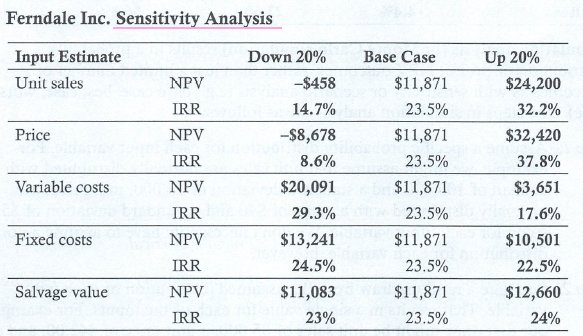 Ferndale Inc. Sensitivity Analysis
Input Estimate Down 20% Base Case Up 20%
Unit sales NPV –$458 $11,871 $24,200
IRR 14.7% 23.5% 32.2%
Price NPV –$8,678 $11,871 $32,420
IRR 8.6% 23.5% 37.8%
Variable costs NPV $20,091 $11,871 $3,651
IRR 29.3% 23.5% 17.6%
Fixed costs NPV $13,241 $11,871 $10,501
IRR 24.5% 23.5% 22.5%
Salvage value NPV $11,083 $11,871 $12,660
IRR 23% 23.5% 24%